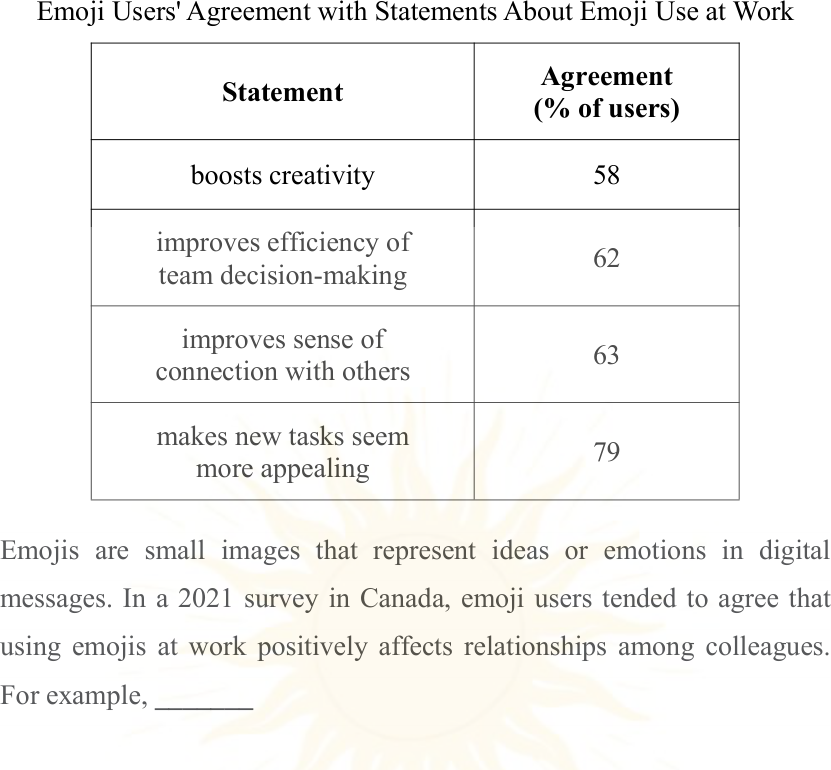 Emoji Users' Agreement with Statements About Emoji Use at Work
Statement
Agreement
(% of users)
boosts creativity
58
improves efficiency of
team decision-making
62
improves sense of
connection with others
63
makes new tasks seem
more appealing
79
Emojis are small images that represent ideas or emotions in digital
messages. In a 2021 survey in Canada, emoji users tended to agree that
using emojis at work positively affects relationships among colleagues.
For example, _______